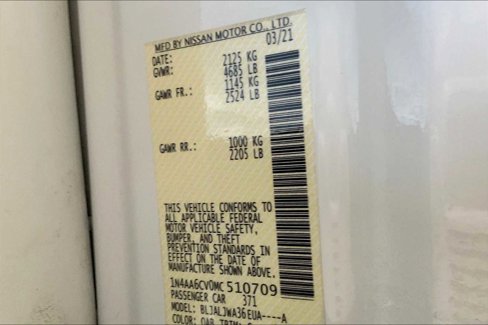 MFD BY NISSAN MOTOR CO., LTD.
DATE: 03/21
GVWR: 2125 KG
4685 LB
GAWR FR.: 1145 KG
2524 LB
GAWR RR.: 1000 KG
2205 LB
THIS VEHICLE CONFORMS TO
ALL APPLICABLE FEDERAL
MOTOR VEHICLE SAFETY,
BUMPER, AND THEFT
PREVENTION STANDARDS IN
EFFECT ON THE DATE OF
MANUFACTURE SHOWN ABOVE.
1N4AA6CV0MC510709
PASSENGER CAR 371
MODEL: BLJALJWA36EUA----A
COLOR: QAB TRIM: